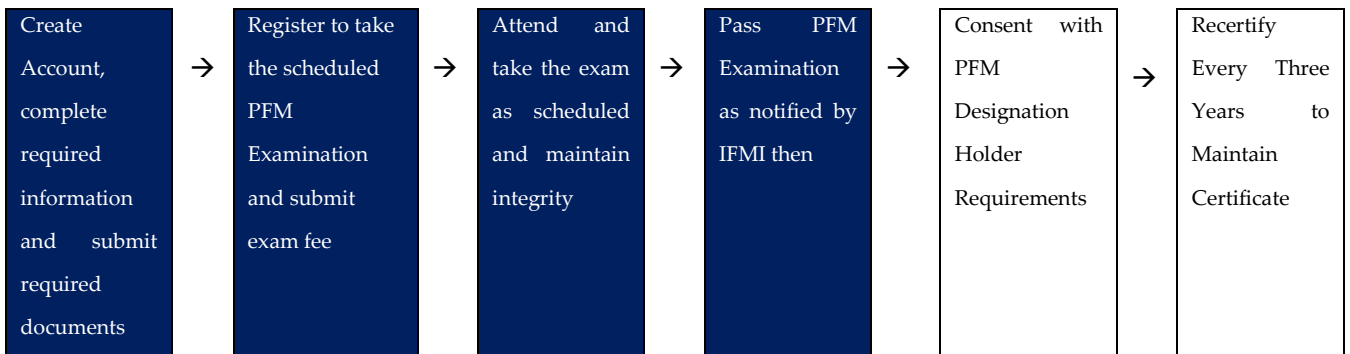 Create
Account,
complete
required
information
and submit
required
documents
→
Register to take
the scheduled
PFM
Examination
and submit
exam fee
→
Attend and
take the exam
as scheduled
and maintain
integrity
→
Pass PFM
Examination
as notified by
IFMI then
→
Consent with
PFM
Designation
Holder
Requirements
→
Recertify
Every Three
Years to
Maintain
Certificate